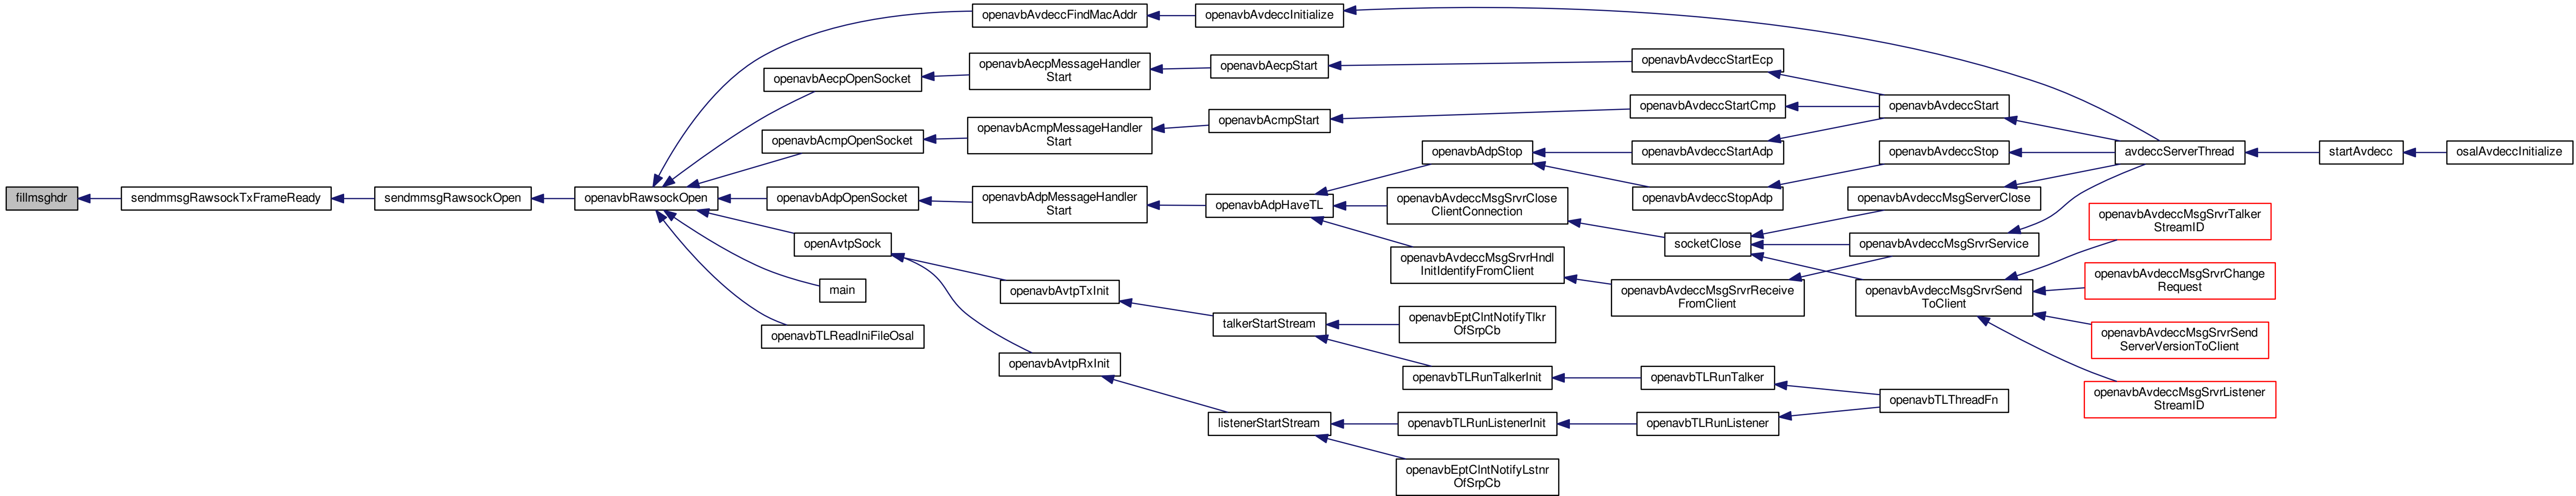 fillmsghdr
sendmmsgRawsockTxFrameReady
sendmmsgRawsockOpen
openavbRawsockOpen
openavbAvdeccFindMacAddr
openavbAvdeccInitialize
openavbAecpOpenSocket
openavbAecpMessageHandler
Start
openavbAecpStart
openavbAvdeccStartEcp
openavbAcmpOpenSocket
openavbAcmpMessageHandler
Start
openavbAcmpStart
openavbAvdeccStartCmp
openavbAvdeccStart
openavbAdpOpenSocket
openavbAdpMessageHandler
Start
openavbAdpHaveTL
openavbAdpStop
openavbAvdeccStartAdp
openavbAvdeccStopAdp
openavbAvdeccStop
avdeccServerThread
startAvdecc
osalAvdeccInitialize
openavbAvdeccMsgSrvrClose
ClientConnection
openavbAvdeccMsgSrvrHndl
InitIdentifyFromClient
socketClose
openavbAvdeccMsgSrvrReceive
FromClient
openavbAvdeccMsgServerClose
openavbAvdeccMsgSrvrService
openavbAvdeccMsgSrvrSend
ToClient
openavbAvdeccMsgSrvrTalker
StreamID
openavbAvdeccMsgSrvrChange
Request
openavbAvdeccMsgSrvrSend
ServerVersionToClient
openavbAvdeccMsgSrvrListener
StreamID
openAvtpSock
main
openavbTLReadIniFileOsal
openavbAvtpTxInit
openavbAvtpRxInit
talkerStartStream
openavbEptClntNotifyTlkr
OfSrpCb
openavbTLRunTalkerInit
openavbTLRunTalker
openavbTLThreadFn
listenerStartStream
openavbTLRunListenerInit
openavbTLRunListener
openavbEptClntNotifyLstnr
OfSrpCb